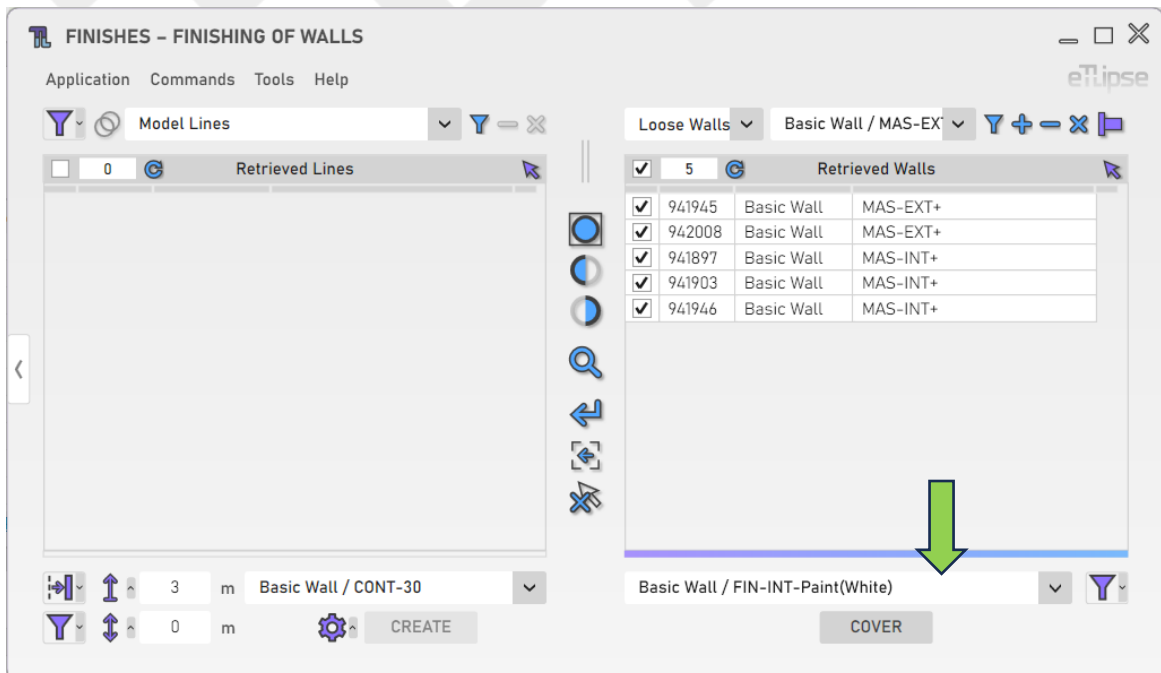 FINISHES – FINISHING OF WALLS
Application Commands Tools Help
eTLipse
Model Lines
Loose Walls
Basic Wall / MAS-EX
0
Retrieved Lines
5
Retrieved Walls
941945 Basic Wall MAS-EXT+
942008 Basic Wall MAS-EXT+
941897 Basic Wall MAS-INT+
941903 Basic Wall MAS-INT+
941946 Basic Wall MAS-INT+
3 m Basic Wall / CONT-30
Basic Wall / FIN-INT-Paint(White)
0 m
CREATE
COVER